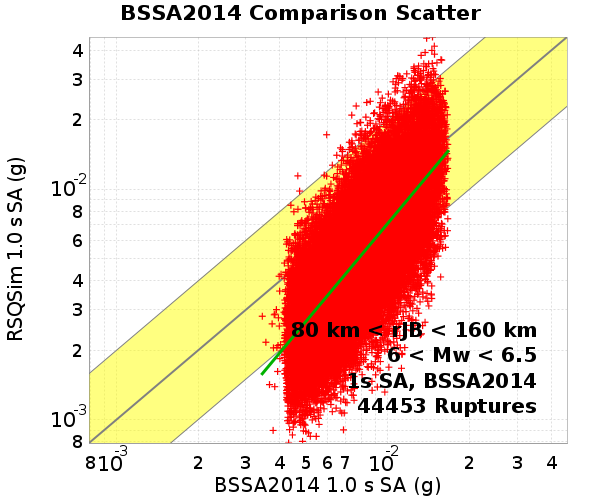 BSSA2014 Comparison Scatter
RSQSim 1.0 s SA (g)
4
3
2
10-2
8
6
4
3
2
10-3
8
80 km < rJB < 160 km
6 < Mw < 6.5
1s SA, BSSA2014
44453 Ruptures
8 10-3 2 3 4 5 6 7 10-2 2 3 4
BSSA2014 1.0 s SA (g)